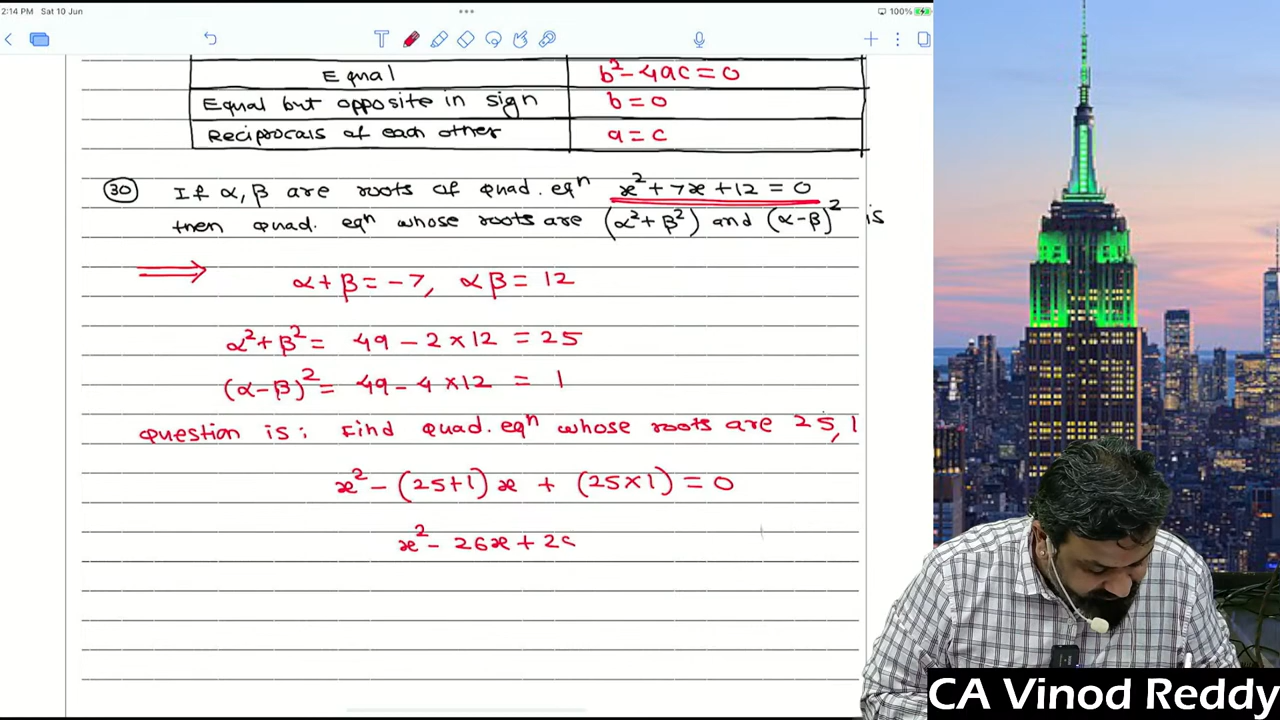 2:14 PM Sat 10 Jun
100%
Equal b² - 4ac = 0
Equal but opposite in sign b = 0
Reciprocals of each other a = c
30 If α, β are roots of quad. eqⁿ x² + 7x + 12 = 0
then quad. eqⁿ whose roots are (α² + β²) and (α - β)² is
⟹ α + β = -7, αβ = 12
α² + β² = 49 - 2 × 12 = 25
(α - β)² = 49 - 4 × 12 = 1
question is: Find quad. eqⁿ whose roots are 25, 1
x² - (25+1) x + (25×1) = 0
x² - 26x + 2
CA Vinod Reddy